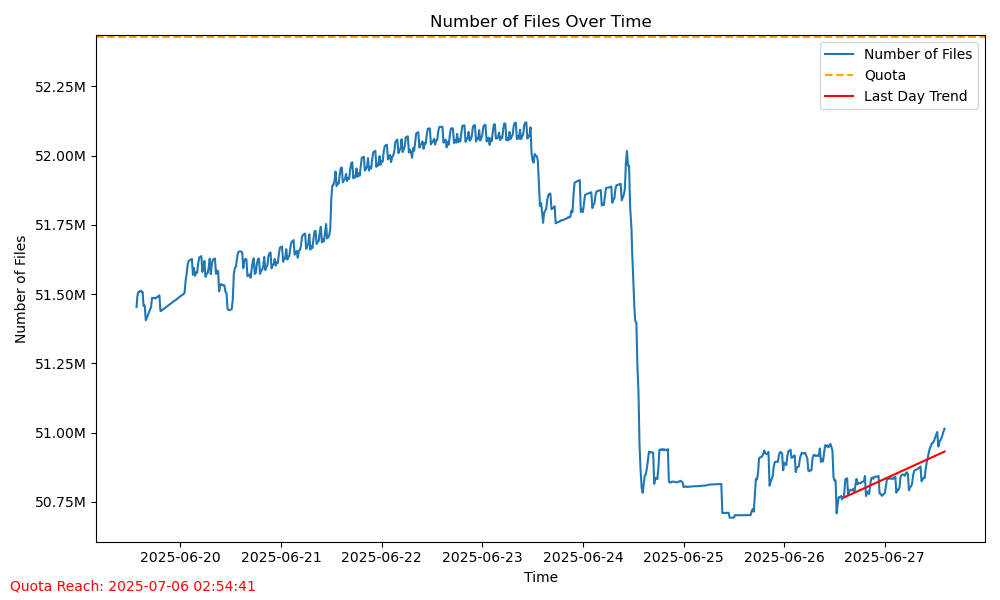 Number of Files Over Time
Number of Files
Quota
Last Day Trend
52.25M
52.00M
51.75M
51.50M
51.25M
51.00M
50.75M
Number of Files
2025-06-20
2025-06-21
2025-06-22
2025-06-23
2025-06-24
2025-06-25
2025-06-26
2025-06-27
Time
Quota Reach: 2025-07-06 02:54:41